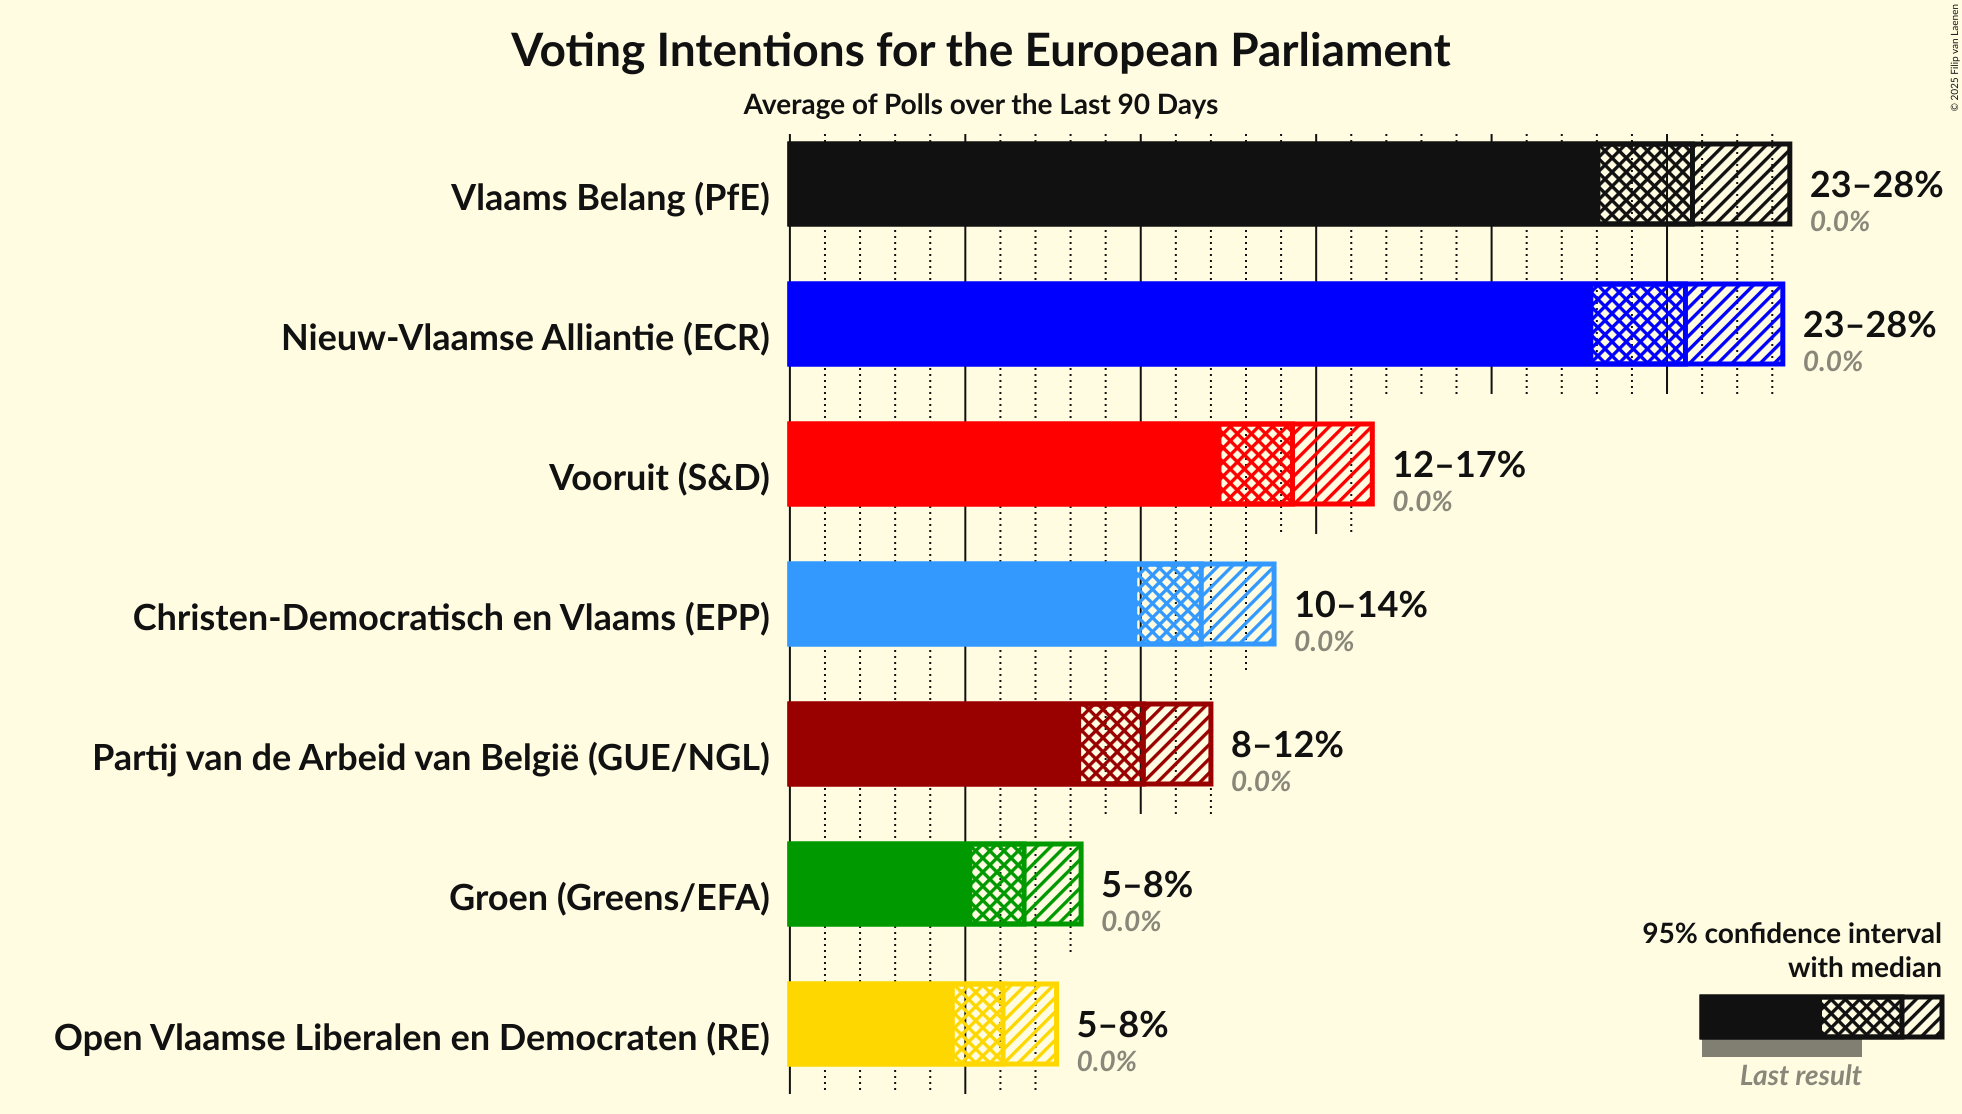 Voting Intentions for the European Parliament
Average of Polls over the Last 90 Days
© 2025 Filip van Laenen
Vlaams Belang (PfE)
23–28%
0.0%
Nieuw-Vlaamse Alliantie (ECR)
23–28%
0.0%
Vooruit (S&D)
12–17%
0.0%
Christen-Democratisch en Vlaams (EPP)
10–14%
0.0%
Partij van de Arbeid van België (GUE/NGL)
8–12%
0.0%
Groen (Greens/EFA)
5–8%
0.0%
Open Vlaamse Liberalen en Democraten (RE)
5–8%
0.0%
95% confidence interval
with median
Last result